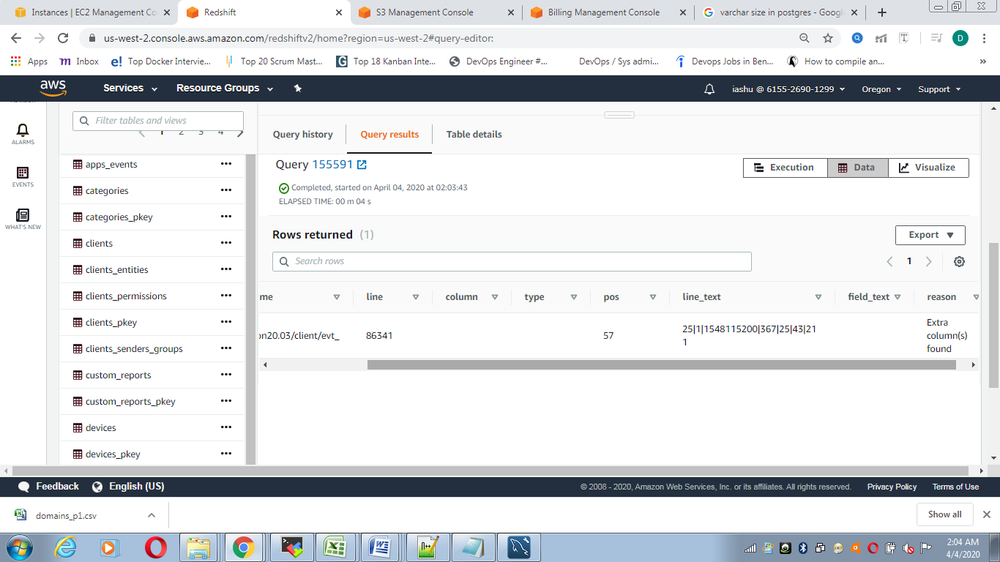 Instances | EC2 Management Co
Redshift
S3 Management Console
Billing Management Console
varchar size in postgres - Google
us-west-2.console.aws.amazon.com/redshiftv2/home?region=us-west-2#query-editor:
D
Apps
Inbox
Top Docker Intervie...
Top 20 Scrum Mast...
Top 18 Kanban Inte...
DevOps Engineer #...
DevOps / Sys admi...
Devops Jobs in Ben...
How to compile an...
aws
Services
Resource Groups
iashu @ 6155-2690-1299
Oregon
Support
ALARMS
EVENTS
WHAT'S NEW
Filter tables and views
1 2 3 4
apps_events
categories
categories_pkey
clients
clients_entities
clients_permissions
clients_pkey
clients_senders_groups
custom_reports
custom_reports_pkey
devices
devices_pkey
Query history
Query results
Table details
Query 155591
Completed, started on April 04, 2020 at 02:03:43
ELAPSED TIME: 00 m 04 s
Execution
Data
Visualize
Rows returned (1)
Export
Search rows
1
me line column type pos line_text field_text reason
on20.03/client/evt_
86341
57
25|1|1548115200|367|25|43|21
1
Extra
column(s)
found
Feedback
English (US)
© 2008 - 2020, Amazon Web Services, Inc. or its affiliates. All rights reserved.
Privacy Policy
Terms of Use
domains_p1.csv
Show all
2:04 AM
4/4/2020